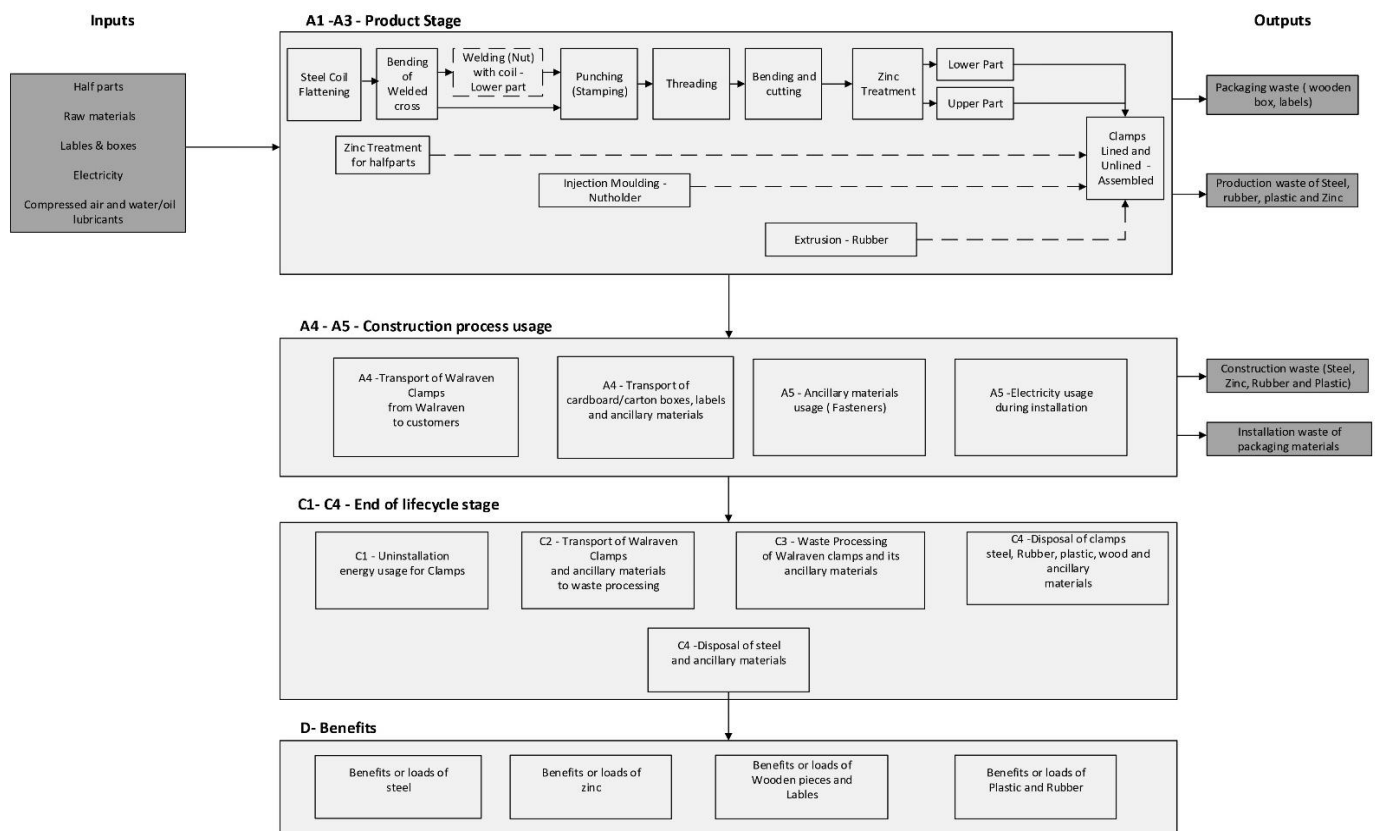 Inputs
A1 -A3 - Product Stage
Outputs
Half parts
Raw materials
Lables & boxes
Electricity
Compressed air and water/oil
lubricants
Steel Coil
Flattening
Bending
of
Welded
cross
Welding (Nut)
with coil -
Lower part
Punching
(Stamping)
Threading
Bending and
cutting
Zinc
Treatment
Lower Part
Upper Part
Clamps
Lined and
Unlined -
Assembled
Zinc Treatment
for halfparts
Injection Moulding -
Nutholder
Extrusion - Rubber
Packaging waste ( wooden
box, labels)
Production waste of Steel,
rubber, plastic and Zinc
A4 - A5 - Construction process usage
A4 -Transport of Walraven
Clamps
from Walraven
to customers
A4 - Transport of
cardboard/carton boxes, labels
and ancillary materials
A5 - Ancillary materials
usage ( Fasteners)
A5 -Electricity usage
during installation
Construction waste (Steel,
Zinc, Rubber and Plastic)
Installation waste of
packaging materials
C1- C4 - End of lifecycle stage
C1 - Uninstallation
energy usage for Clamps
C2 - Transport of Walraven
Clamps
and ancillary materials
to waste processing
C3 - Waste Processing
of Walraven clamps and its
ancillary materials
C4 -Disposal of clamps
steel, Rubber, plastic, wood and
ancillary
materials
C4 -Disposal of steel
and ancillary materials
D- Benefits
Benefits or loads of
steel
Benefits or loads of
zinc
Benefits or loads of
Wooden pieces and
Lables
Benefits or loads of
Plastic and Rubber